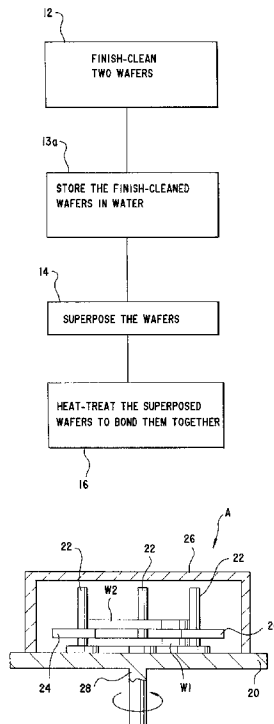 12
FINISH-CLEAN
TWO WAFERS
13a
STORE THE FINISH-CLEANED
WAFERS IN WATER
14
SUPERPOSE THE WAFERS
HEAT-TREAT THE SUPERPOSED
WAFERS TO BOND THEM TOGETHER
16
A
26
22
22
22
W2
24
28
W1
20